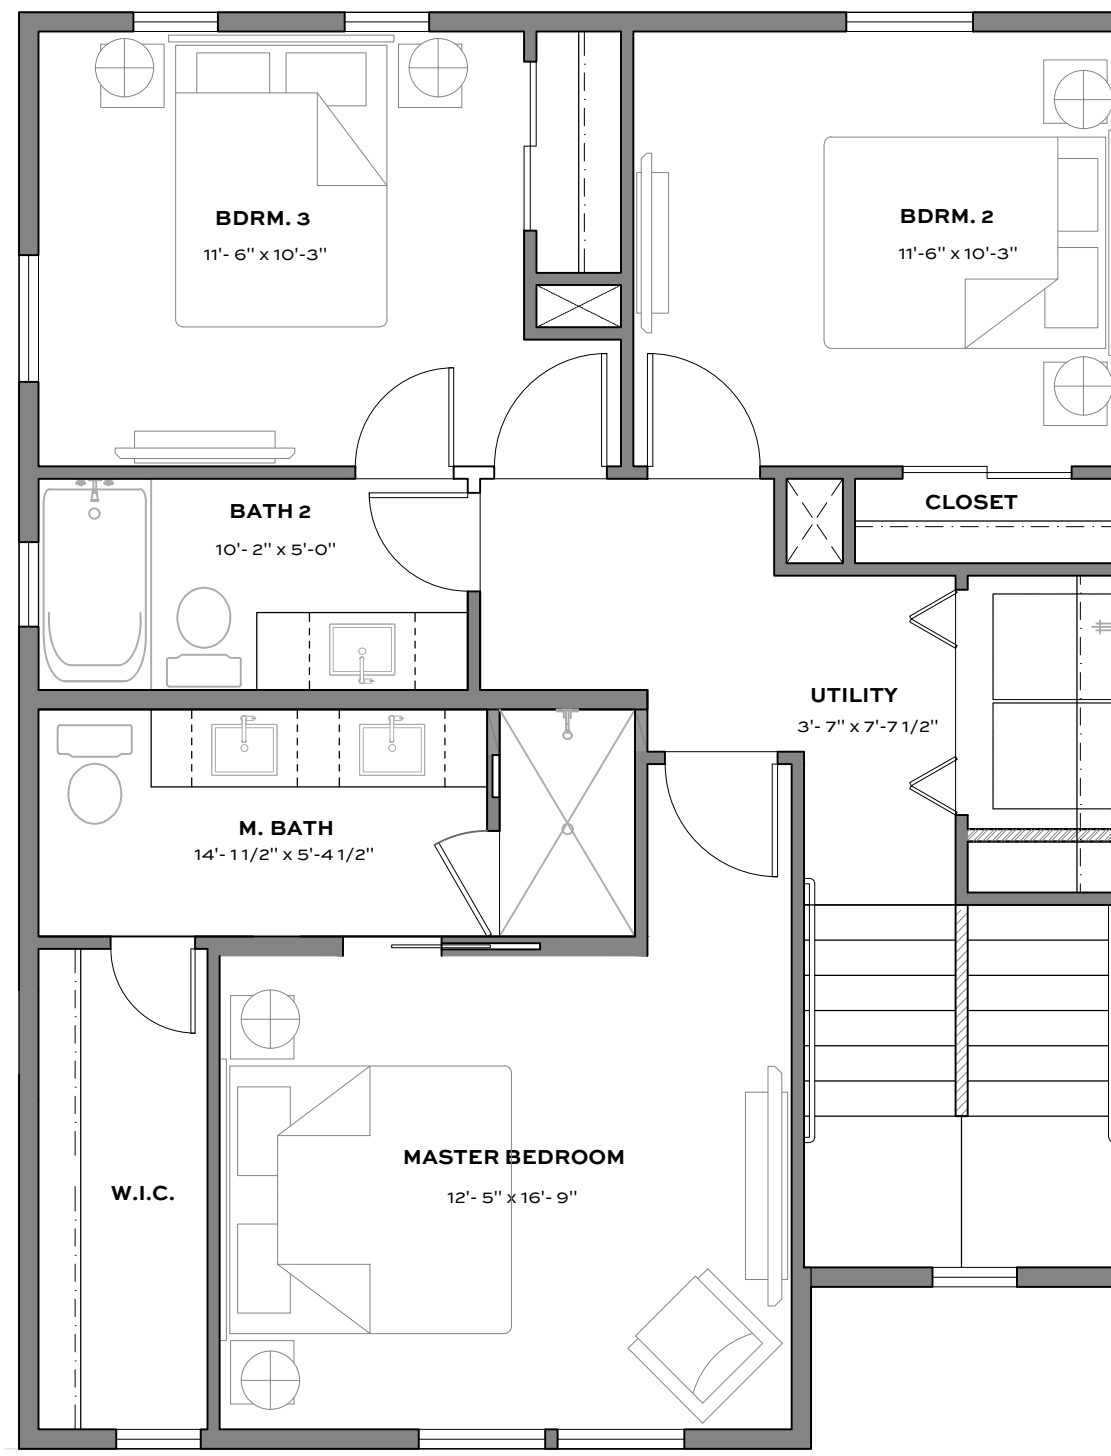 BDRM. 3
11'- 6" x 10'-3"
BDRM. 2
11'-6" x 10'-3"
BATH 2
10'- 2" x 5'-0"
CLOSET
UTILITY
3'- 7" x 7'-7 1/2"
M. BATH
14'- 1 1/2" x 5'-4 1/2"
MASTER BEDROOM
12'- 5" x 16'- 9"
W.I.C.